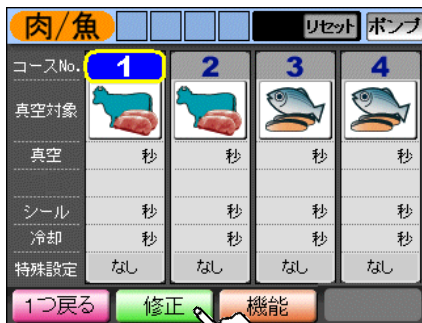 肉/魚 リセット ポンプ
コースNo. 1 2 3 4
真空対象
真空 秒 秒 秒 秒
シール 秒 秒 秒 秒
冷却 秒 秒 秒 秒
特殊設定 なし なし なし なし
1つ戻る 修正 機能